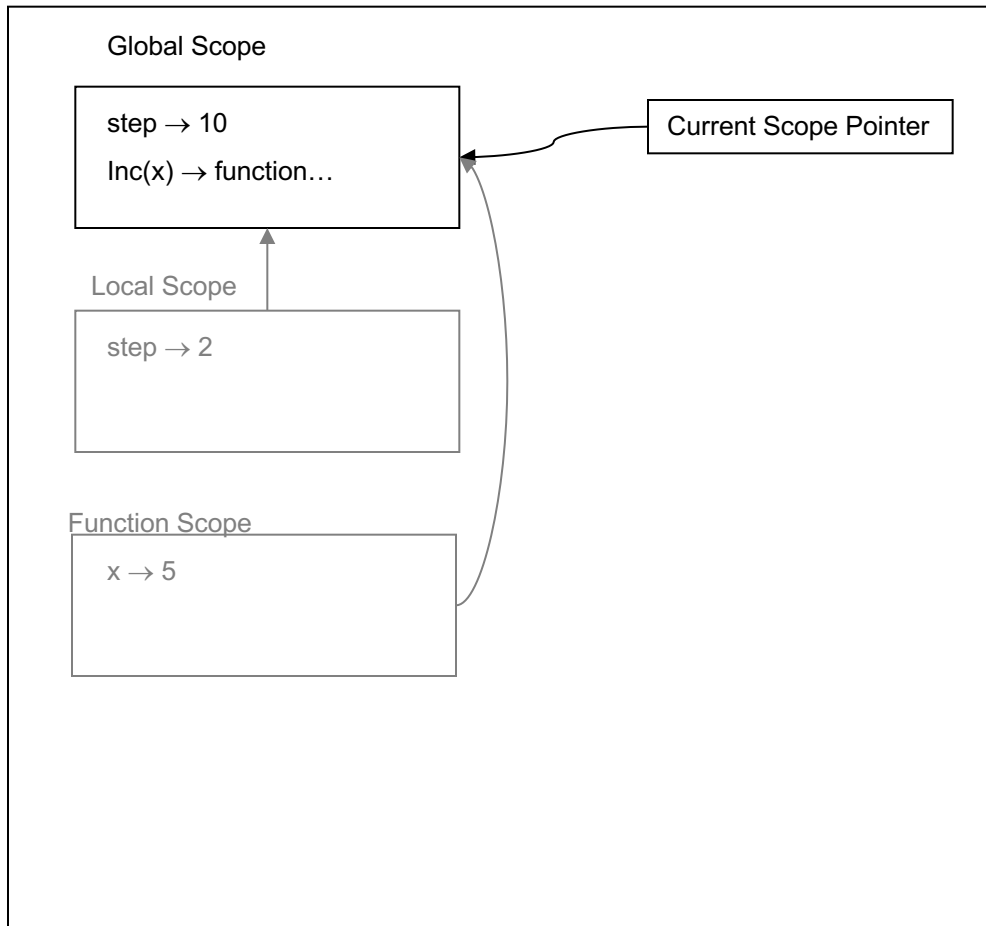 Global Scope
step → 10
Inc(x) → function…
Current Scope Pointer
Local Scope
step → 2
Function Scope
x → 5